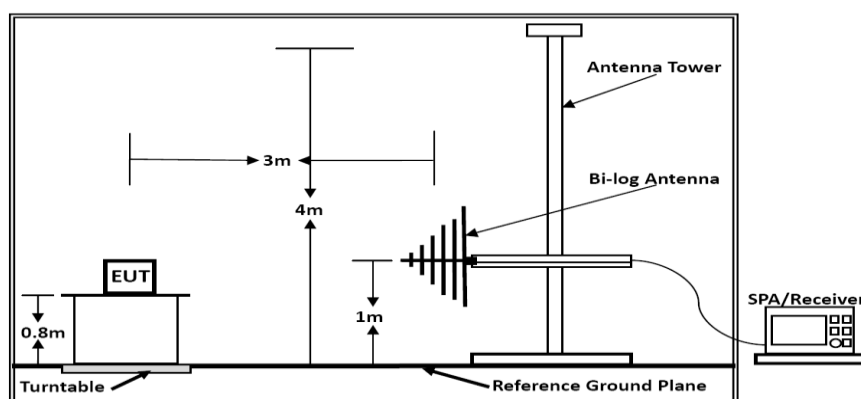 Antenna Tower
3m
Bi-log Antenna
4m
EUT
0.8m
1m
SPA/Receiver
Turntable
Reference Ground Plane